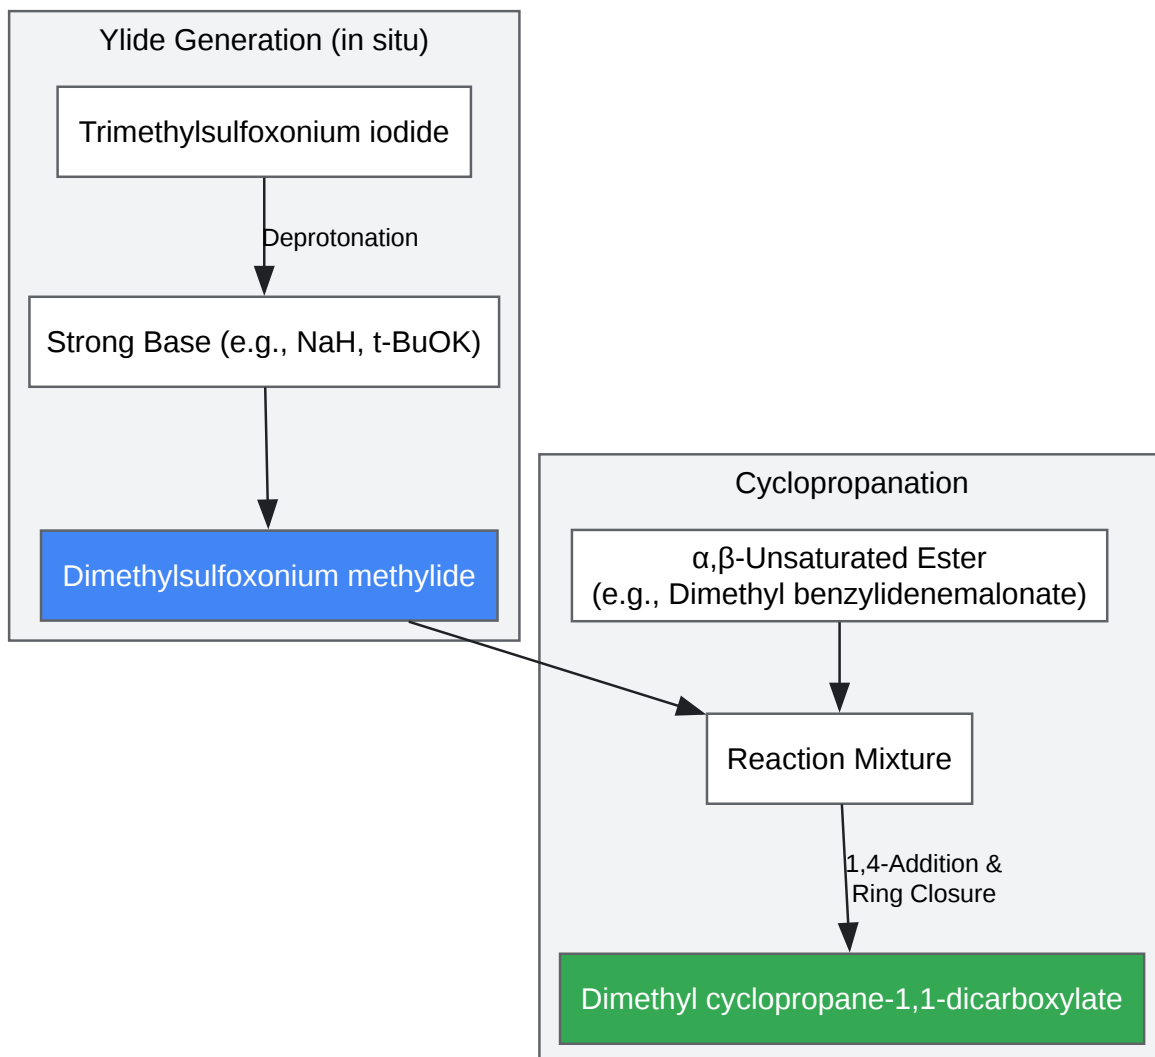 Ylide Generation (in situ)
Trimethylsulfoxonium iodide
Deprotonation
Strong Base (e.g., NaH, t-BuOK)
Dimethylsulfoxonium methylide
Cyclopropanation
α,β-Unsaturated Ester
(e.g., Dimethyl benzylidenemalonate)
Reaction Mixture
1,4-Addition &
Ring Closure
Dimethyl cyclopropane-1,1-dicarboxylate